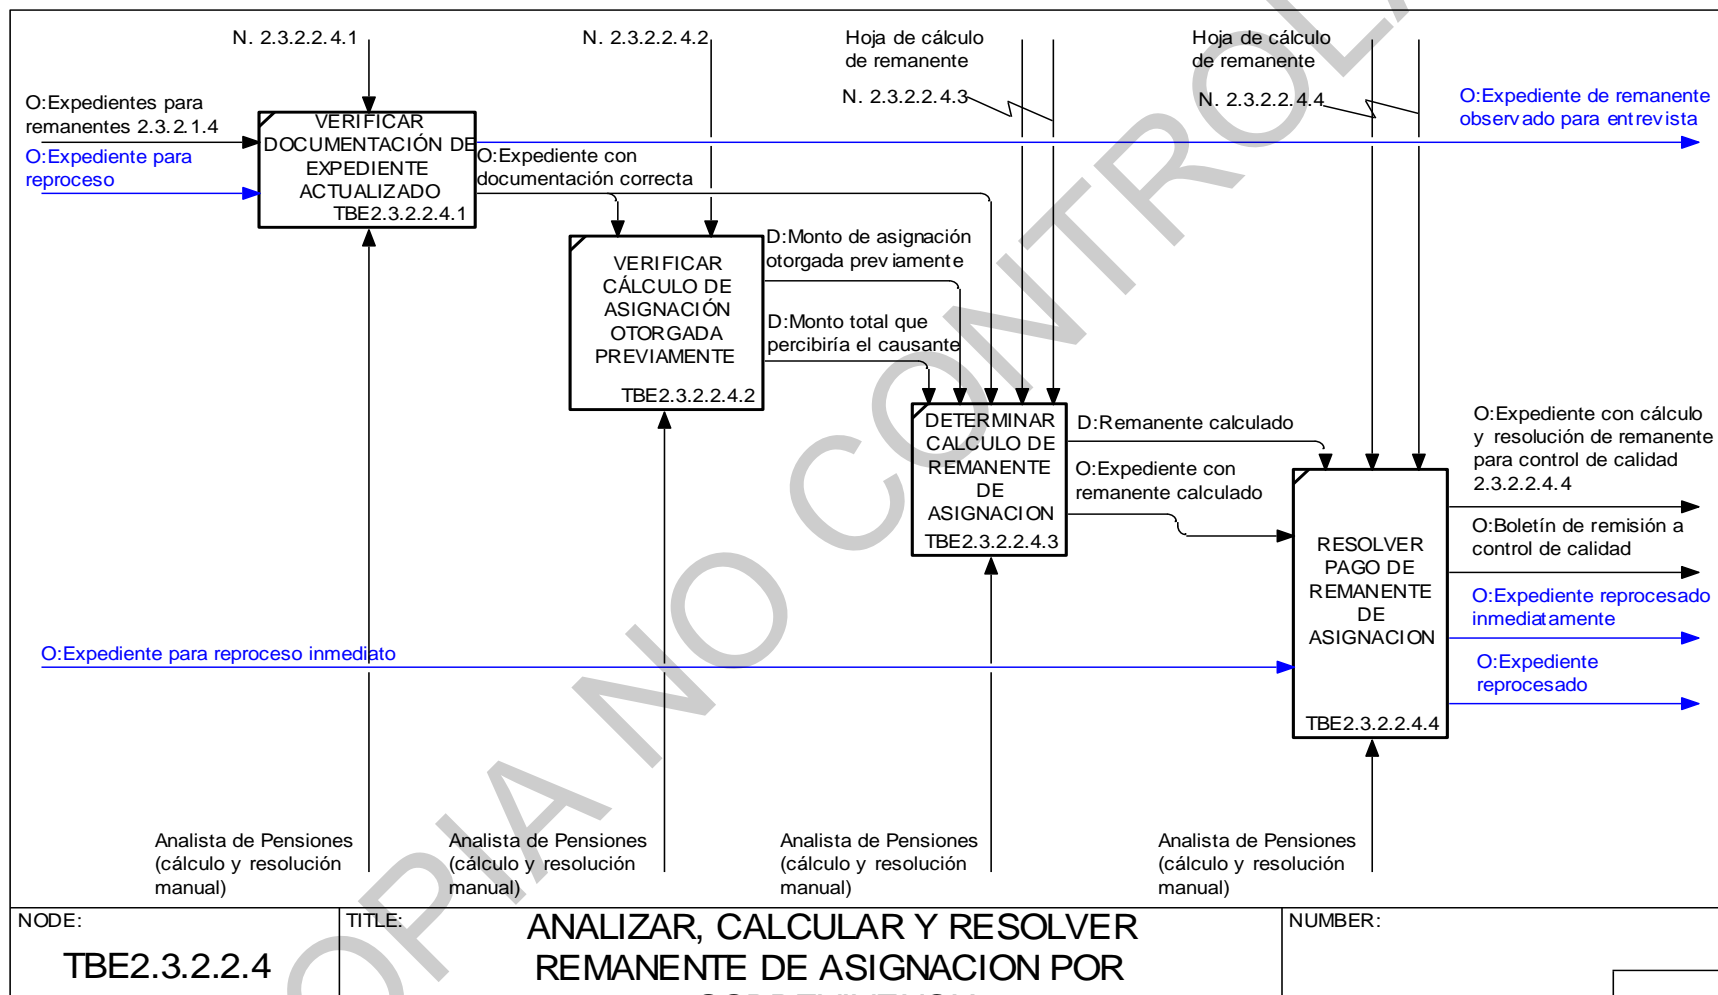 N. 2.3.2.2.4.1
N. 2.3.2.2.4.2
Hoja de cálculo
de remanente
N. 2.3.2.2.4.3
Hoja de cálculo
de remanente
N. 2.3.2.2.4.4
O:Expedientes para
remanentes 2.3.2.1.4
O:Expediente para
reproceso
VERIFICAR
DOCUMENTACIÓN DE
EXPEDIENTE
ACTUALIZADO
TBE2.3.2.2.4.1
O:Expediente de remanente
observado para entrevista
O:Expediente con
documentación correcta
VERIFICAR
CÁLCULO DE
ASIGNACIÓN
OTORGADA
PREVIAMENTE
TBE2.3.2.2.4.2
D:Monto de asignación
otorgada previamente
D:Monto total que
percibiría el causante
DETERMINAR
CALCULO DE
REMANENTE
DE
ASIGNACION
TBE2.3.2.2.4.3
D:Remanente calculado
O:Expediente con
remanente calculado
RESOLVER
PAGO DE
REMANENTE
DE
ASIGNACION
TBE2.3.2.2.4.4
O:Expediente con cálculo
y resolución de remanente
para control de calidad
2.3.2.2.4.4
O:Boletín de remisión a
control de calidad
O:Expediente reprocesado
inmediatamente
O:Expediente
reprocesado
O:Expediente para reproceso inmediato
Analista de Pensiones
(cálculo y resolución
manual)
Analista de Pensiones
(cálculo y resolución
manual)
Analista de Pensiones
(cálculo y resolución
manual)
Analista de Pensiones
(cálculo y resolución
manual)
NODE:
TBE2.3.2.2.4
TITLE:
ANALIZAR, CALCULAR Y RESOLVER
REMANENTE DE ASIGNACION POR
NUMBER:
OPIA NO CONTROL